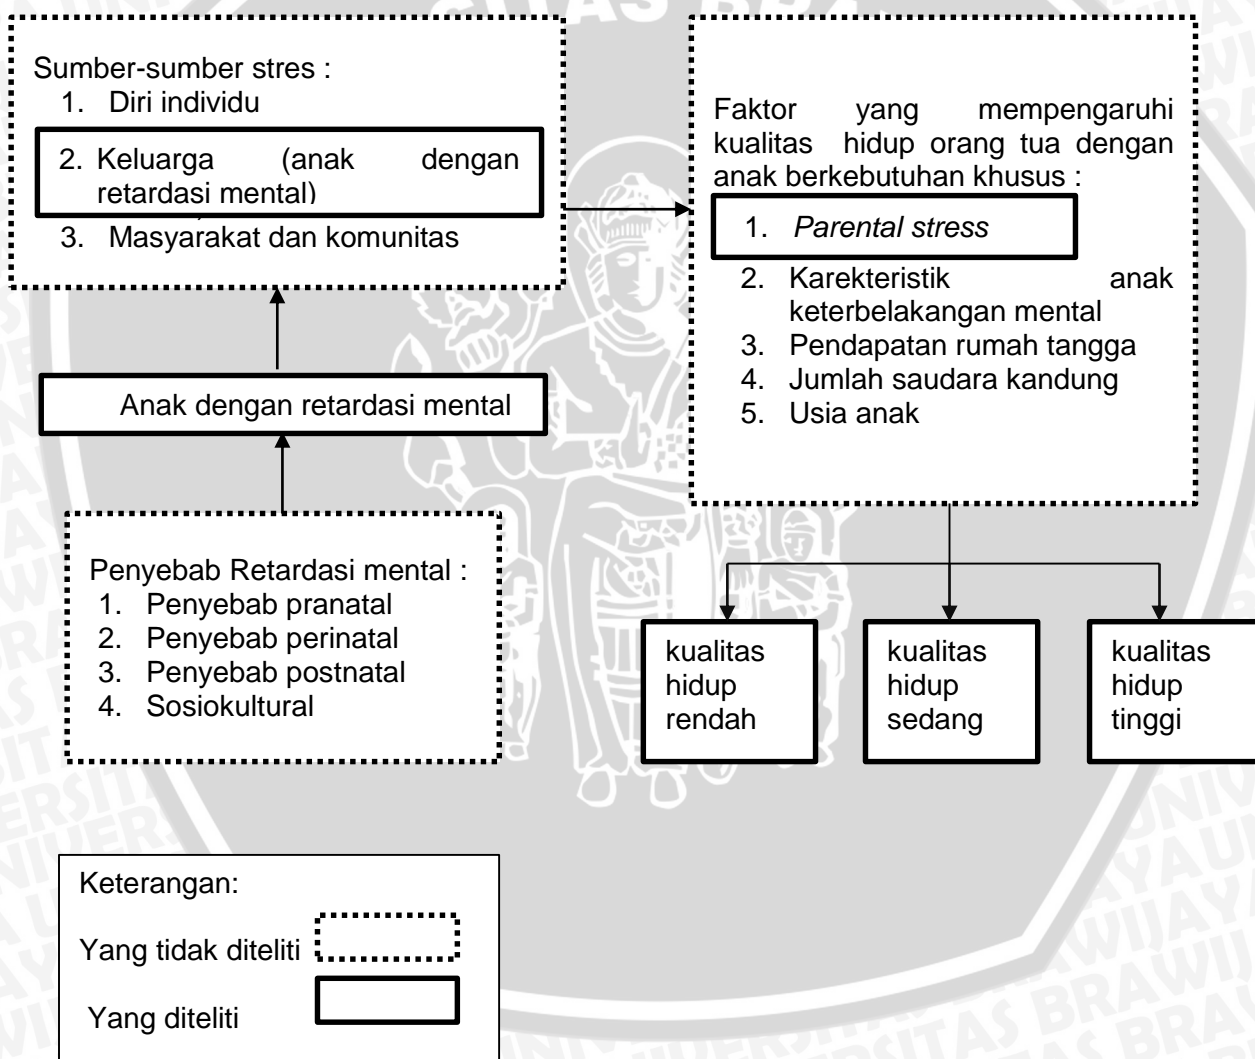 SITAS BRA
Sumber-sumber stres :
1. Diri individu
2. Keluarga (anak dengan
retardasi mental)
3. Masyarakat dan komunitas
Faktor yang mempengaruhi
kualitas hidup orang tua dengan
anak berkebutuhan khusus :
1. Parental stress
2. Karekteristik anak
keterbelakangan mental
3. Pendapatan rumah tangga
4. Jumlah saudara kandung
5. Usia anak
Anak dengan retardasi mental
Penyebab Retardasi mental :
1. Penyebab pranatal
2. Penyebab perinatal
3. Penyebab postnatal
4. Sosiokultural
kualitas
hidup
rendah
kualitas
hidup
sedang
kualitas
hidup
tinggi
Keterangan:
Yang tidak diteliti
Yang diteliti